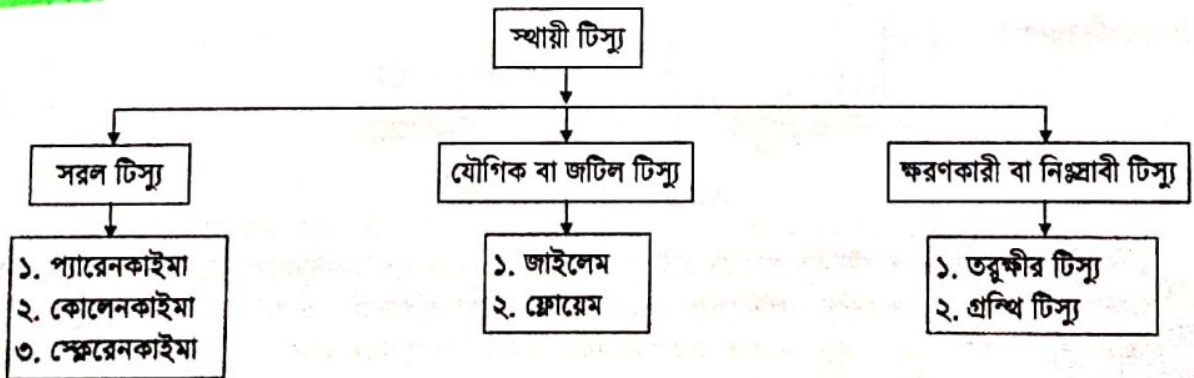 স্থায়ী টিস্যু
সরল টিস্যু
যৌগিক বা জটিল টিস্যু
ক্ষরণকারী বা নিঃস্রাবী টিস্যু
১. প্যারেনকাইমা
২. কোলেনকাইমা
৩. স্ক্লেরেনকাইমা
১. জাইলেম
২. ফ্লোয়েম
১. তরুক্ষীর টিস্যু
২. গ্রন্থি টিস্যু